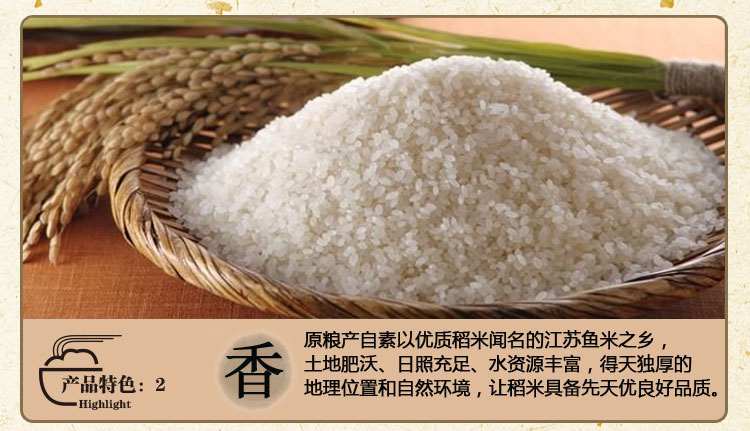 产品特色：2
Highlight
香
原粮产自素以优质稻米闻名的江苏鱼米之乡，
土地肥沃、日照充足、水资源丰富，得天独厚的
地理位置和自然环境，让稻米具备先天优良好品质。